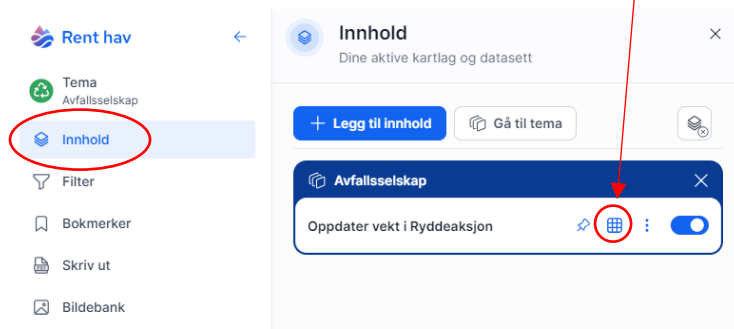 Rent hav
Tema
Avfallsselskap
Innhold
Filter
Bokmerker
Skriv ut
Bildebank
Innhold
Dine aktive kartlag og datasett
Legg til innhold
Gå til tema
Avfallsselskap
Oppdater vekt i Ryddeaksjon